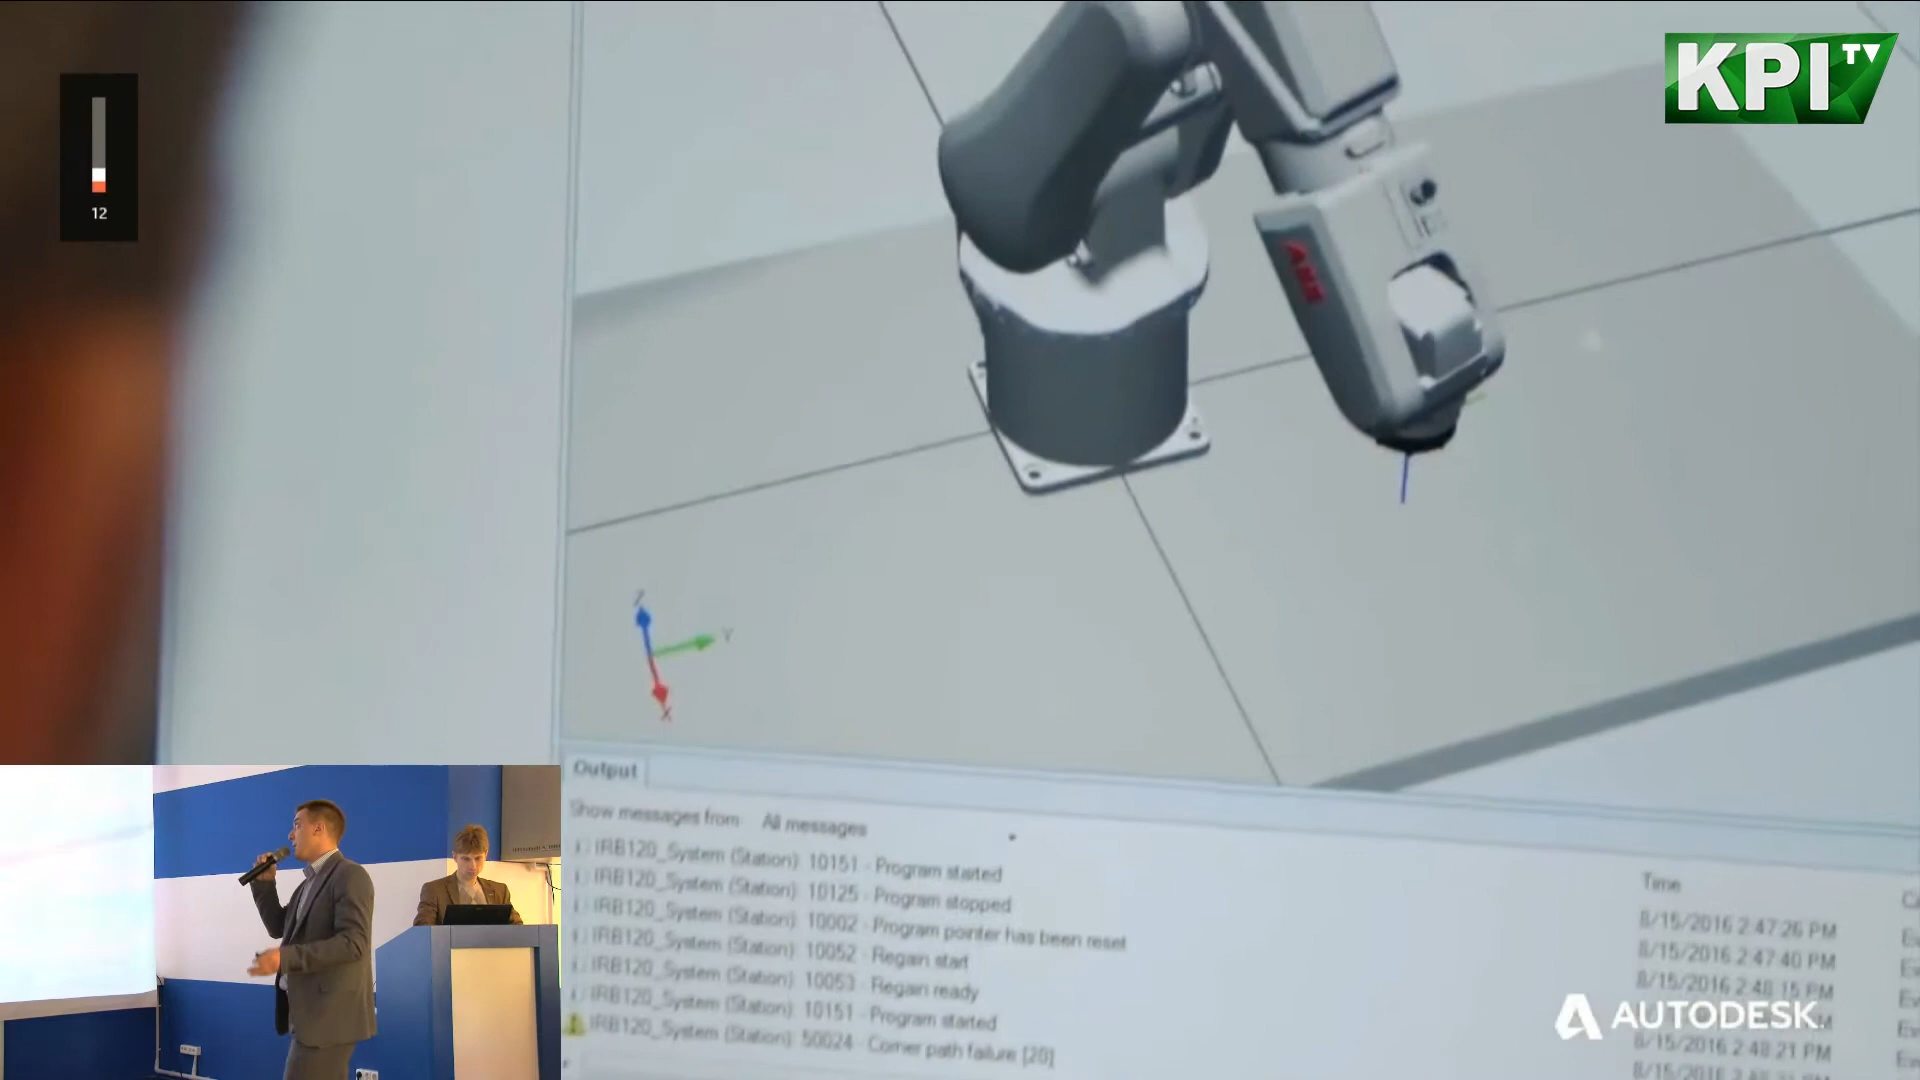 KPI TV
12
ABB
Z
Y
X
Output
Show messages from: All messages
Time
IRB120_System (Station): 10151 - Program started
8/15/2016 2:47:26 PM
IRB120_System (Station): 10125 - Program stopped
8/15/2016 2:47:40 PM
IRB120_System (Station): 10002 - Program pointer has been reset
8/15/2016 2:48:15 PM
IRB120_System (Station): 10052 - Regain start
IRB120_System (Station): 10053 - Regain ready
8/15/2016 2:48:21 PM
IRB120_System (Station): 10151 - Program started
IRB120_System (Station): 50024 - Corner path failure [20]
AUTODESK.